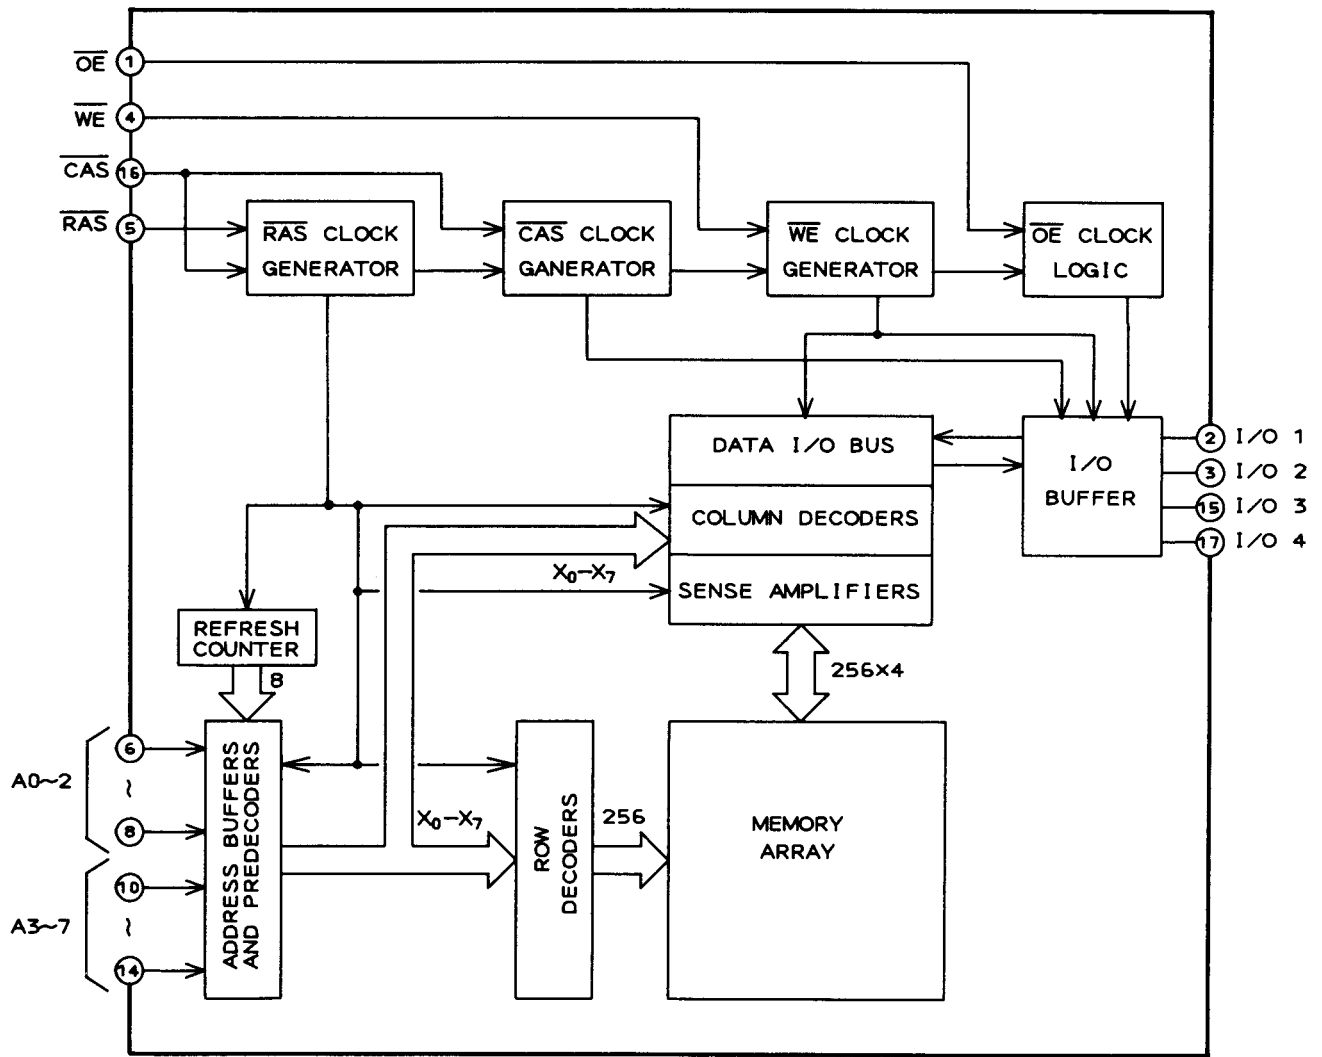 OE 1
WE 4
CAS 16
RAS 5
RAS CLOCK
GENERATOR
CAS CLOCK
GANERATOR
WE CLOCK
GENERATOR
OE CLOCK
LOGIC
DATA I/O BUS
COLUMN DECODERS
SENSE AMPLIFIERS
I/O
BUFFER
2 I/O 1
3 I/O 2
15 I/O 3
17 I/O 4
X0-X7
REFRESH
COUNTER
8
256×4
A0~2
6
~
8
A3~7
10
~
14
ADDRESS BUFFERS
AND PREDECODERS
X0-X7
ROW
DECODERS
256
MEMORY
ARRAY